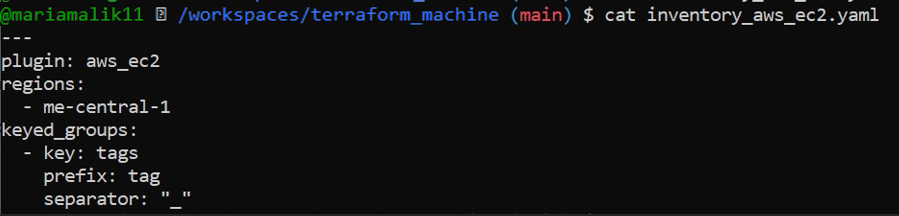 @mariamalik11 /workspaces/terraform_machine (main) $ cat inventory_aws_ec2.yaml
---
plugin: aws_ec2
regions:
  - me-central-1
keyed_groups:
  - key: tags
    prefix: tag
    separator: "_"